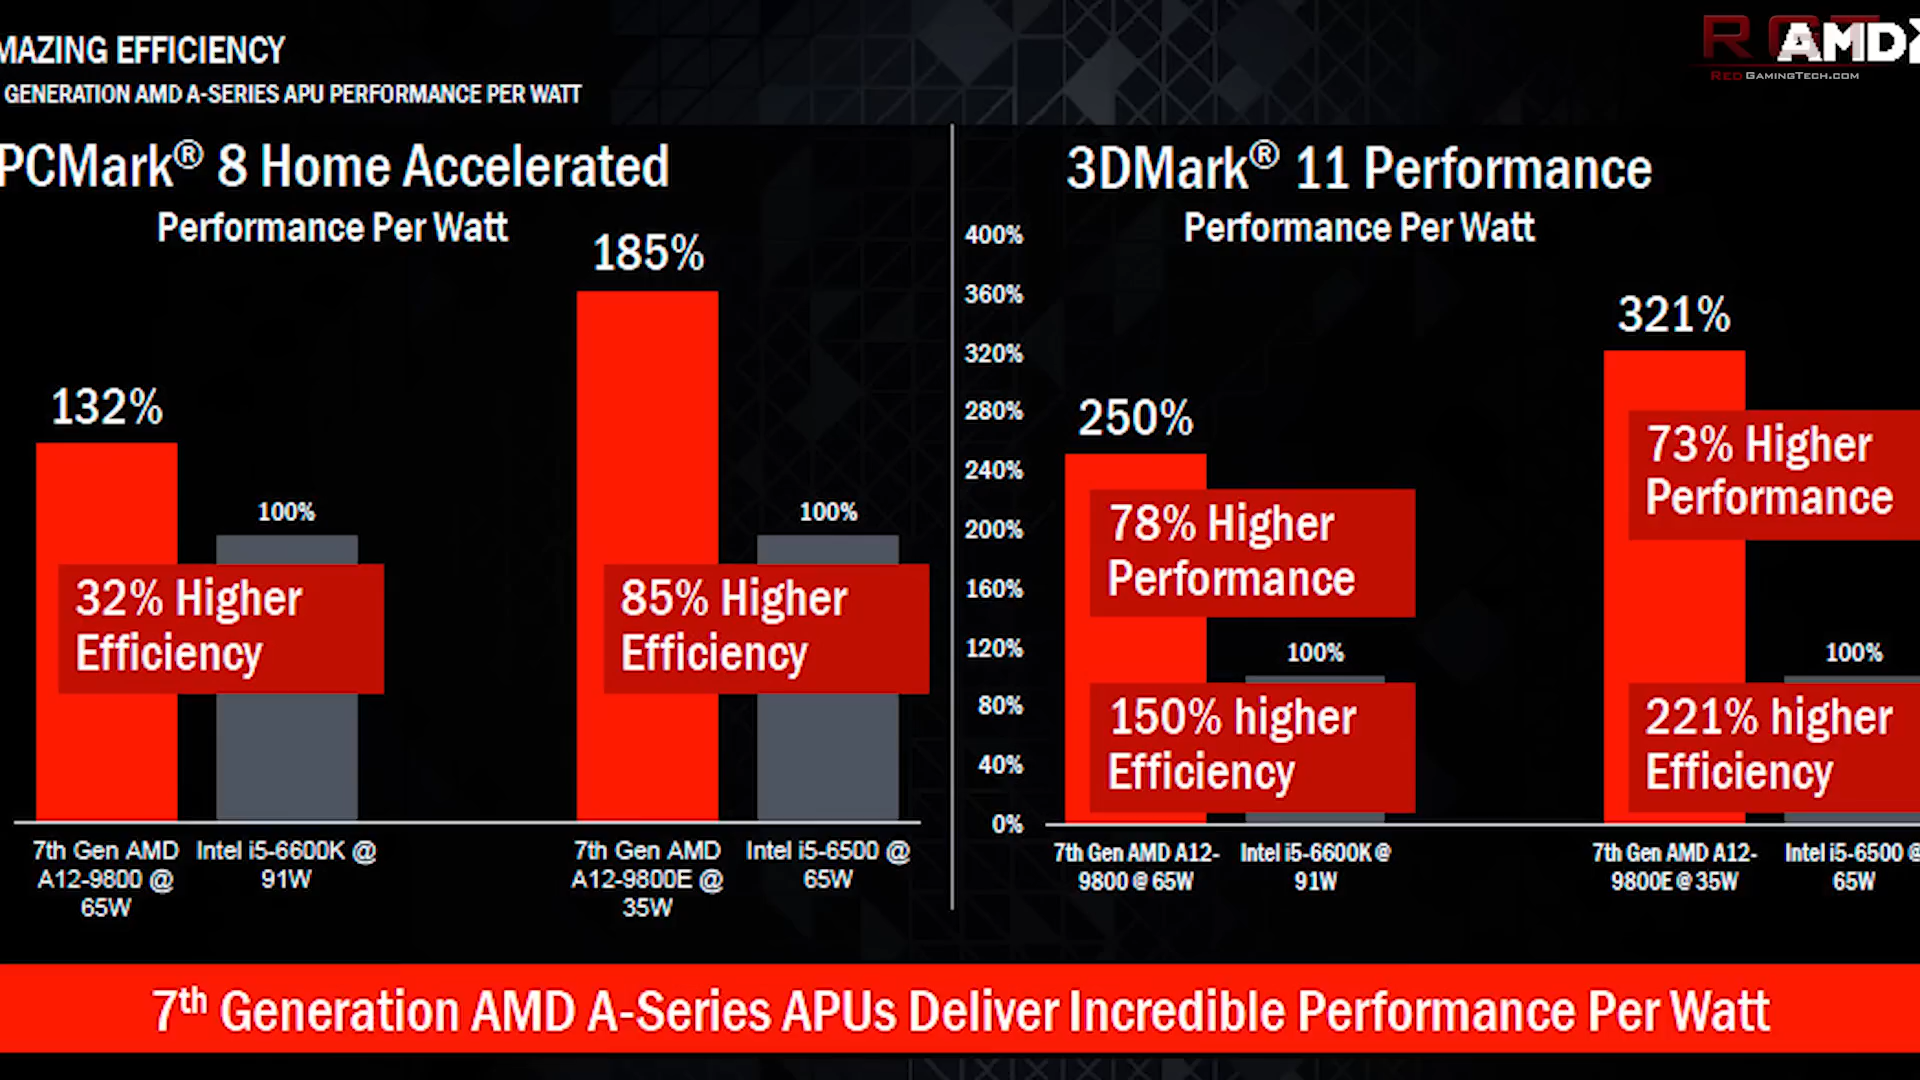 MAZING EFFICIENCY
GENERATION AMD A-SERIES APU PERFORMANCE PER WATT
RGT
AMD
REDGAMINGTECH.COM
PCMark® 8 Home Accelerated
Performance Per Watt
132%
100%
185%
100%
32% Higher
Efficiency
85% Higher
Efficiency
7th Gen AMD
A12-9800 @
65W
Intel i5-6600K @
91W
7th Gen AMD
A12-9800E @
35W
Intel i5-6500 @
65W
3DMark® 11 Performance
Performance Per Watt
400%
360%
320%
280%
240%
200%
160%
120%
80%
40%
0%
250%
78% Higher
Performance
100%
150% higher
Efficiency
321%
73% Higher
Performance
100%
221% higher
Efficiency
7th Gen AMD A12-
9800 @ 65W
Intel i5-6600K @
91W
7th Gen AMD A12-
9800E @ 35W
Intel i5-6500 @
65W
7th Generation AMD A-Series APUs Deliver Incredible Performance Per Watt